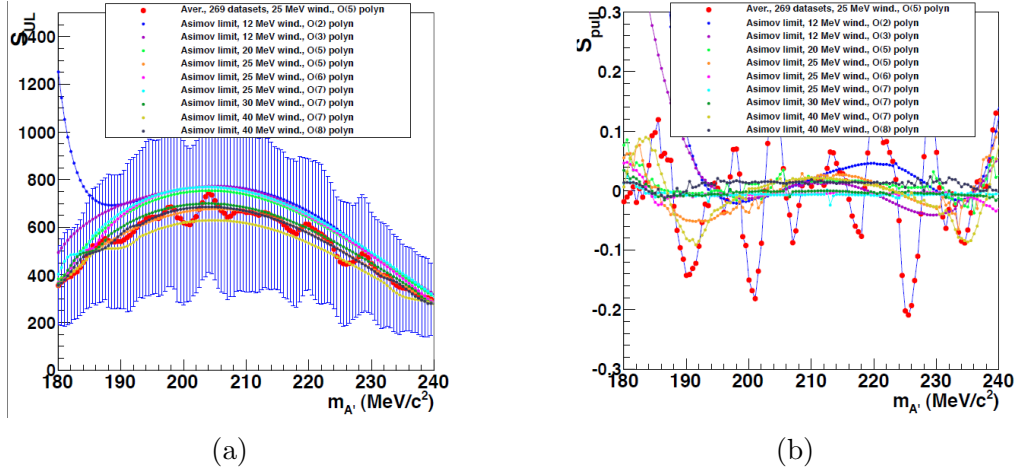 S_UL
1400
1200
1000
800
600
400
200
0
Aver., 269 datasets, 25 MeV wind., O(5) polyn
Asimov limit, 12 MeV wind., O(2) polyn
Asimov limit, 12 MeV wind., O(3) polyn
Asimov limit, 20 MeV wind., O(5) polyn
Asimov limit, 25 MeV wind., O(5) polyn
Asimov limit, 25 MeV wind., O(6) polyn
Asimov limit, 25 MeV wind., O(7) polyn
Asimov limit, 30 MeV wind., O(7) polyn
Asimov limit, 40 MeV wind., O(7) polyn
Asimov limit, 40 MeV wind., O(8) polyn
180 190 200 210 220 230 240
m_A' (MeV/c²)
(a)
S_pull
0.3
0.2
0.1
0
-0.1
-0.2
-0.3
Aver., 269 datasets, 25 MeV wind., O(5) polyn
Asimov limit, 12 MeV wind., O(2) polyn
Asimov limit, 12 MeV wind., O(3) polyn
Asimov limit, 20 MeV wind., O(5) polyn
Asimov limit, 25 MeV wind., O(5) polyn
Asimov limit, 25 MeV wind., O(6) polyn
Asimov limit, 25 MeV wind., O(7) polyn
Asimov limit, 30 MeV wind., O(7) polyn
Asimov limit, 40 MeV wind., O(7) polyn
Asimov limit, 40 MeV wind., O(8) polyn
180 190 200 210 220 230 240
m_A' (MeV/c²)
(b)